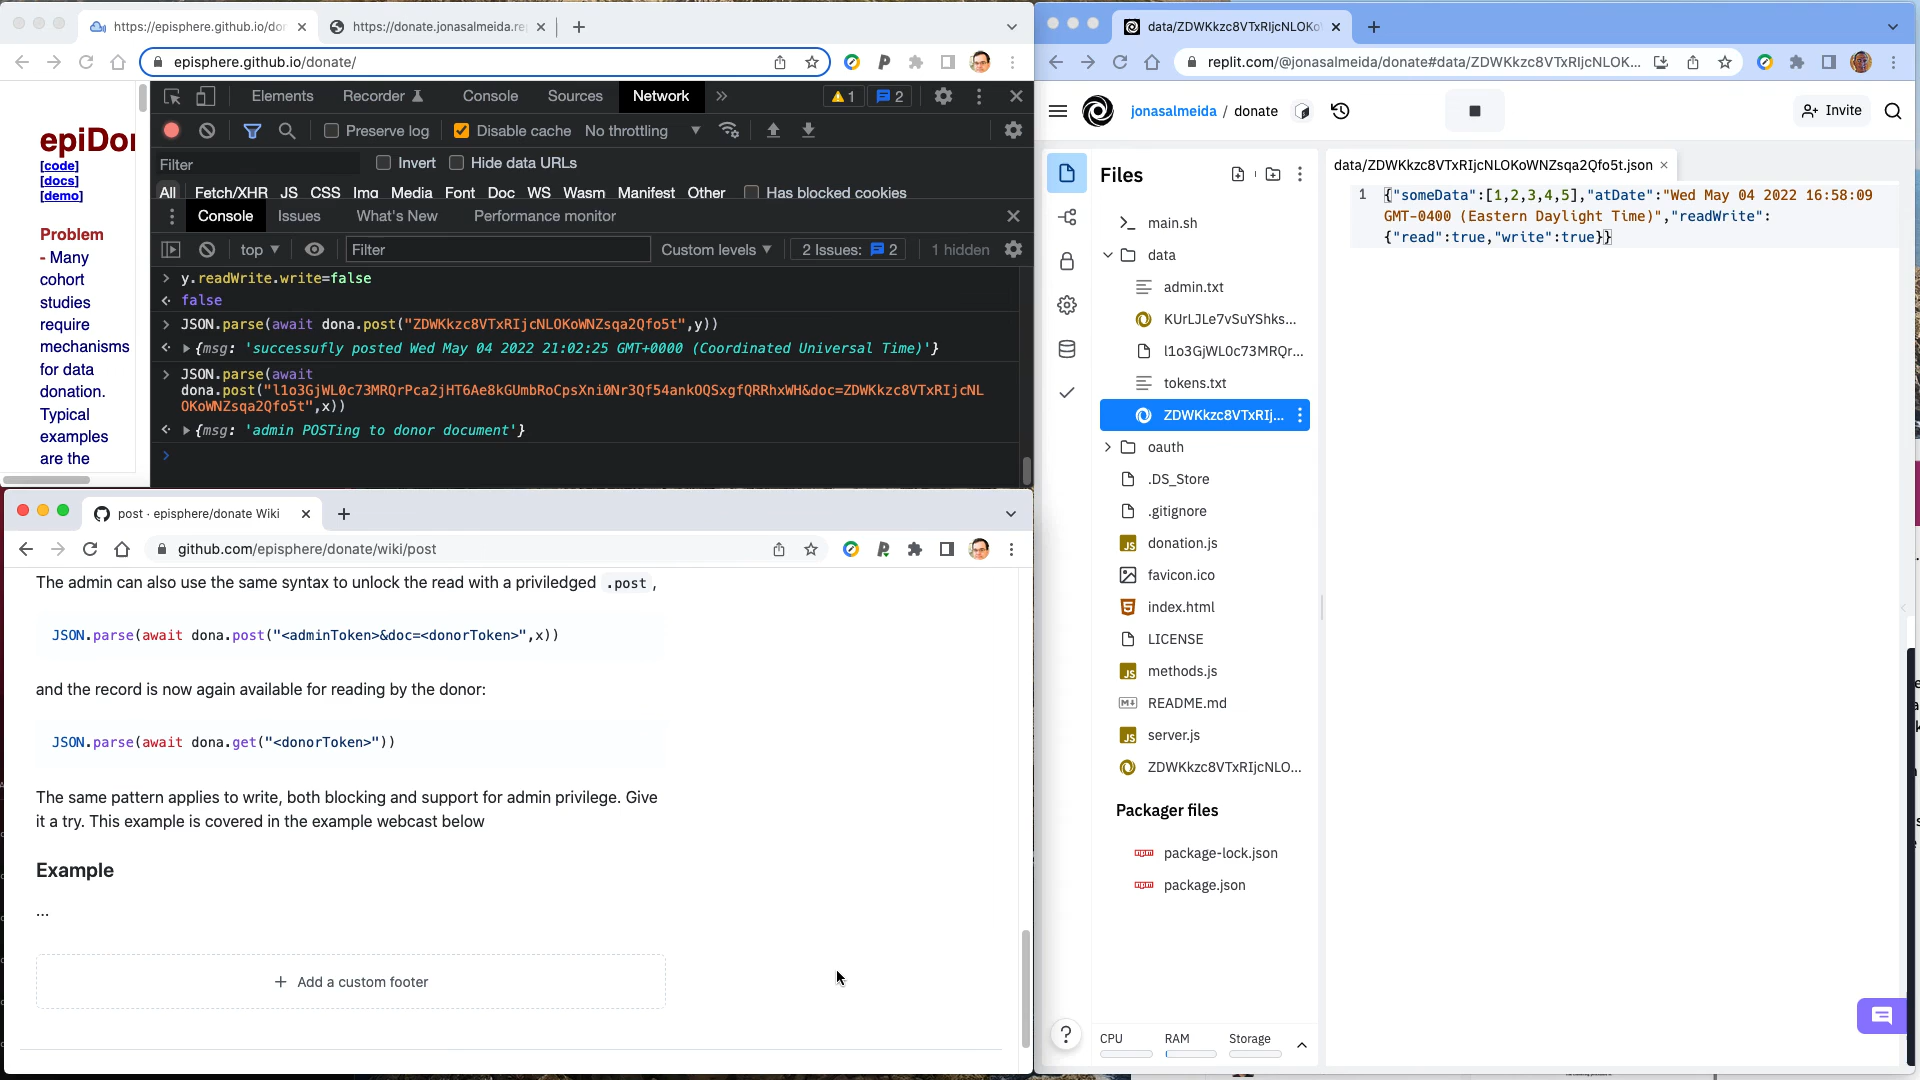 https://episphere.github.io/don
https://donate.jonasalmeida.re
episphere.github.io/donate/
epiDon
[code]
[docs]
[demo]
Problem
- Many
cohort
studies
require
mechanisms
for data
donation.
Typical
examples
are the
Elements
Recorder
Console
Sources
Network
1
2
Preserve log
Disable cache
No throttling
Filter
Invert
Hide data URLs
All
Fetch/XHR
JS
CSS
Img
Media
Font
Doc
WS
Wasm
Manifest
Other
Has blocked cookies
Console
Issues
What's New
Performance monitor
top
Filter
Custom levels
2 Issues:
2
1 hidden
y.readWrite.write=false
false
JSON.parse(await dona.post("ZDWKkzc8VTxRIjcNLOKoWNZsqa2Qfo5t",y))
{msg: 'successufly posted Wed May 04 2022 21:02:25 GMT+0000 (Coordinated Universal Time)'}
JSON.parse(await
dona.post("l1o3GjWL0c73MRQrPca2jHT6Ae8kGUmbRoCpsXni0Nr3Qf54ankOQSxgfQRRhxWH&doc=ZDWKkzc8VTxRIjcNL
OKoWNZsqa2Qfo5t",x))
{msg: 'admin POSTing to donor document'}
post · episphere/donate Wiki
github.com/episphere/donate/wiki/post
The admin can also use the same syntax to unlock the read with a priviledged .post ,
JSON.parse(await dona.post("<adminToken>&doc=<donorToken>",x))
and the record is now again available for reading by the donor:
JSON.parse(await dona.get("<donorToken>"))
The same pattern applies to write, both blocking and support for admin privilege. Give
it a try. This example is covered in the example webcast below
Example
...
Add a custom footer
data/ZDWKkzc8VTxRIjcNLOKo
replit.com/@jonasalmeida/donate#data/ZDWKkzc8VTxRIjcNLOK...
jonasalmeida / donate
Invite
Files
main.sh
data
admin.txt
KUrLJLe7vSuYShks...
l1o3GjWL0c73MRQr...
tokens.txt
ZDWKkzc8VTxRIj...
oauth
.DS_Store
.gitignore
donation.js
favicon.ico
index.html
LICENSE
methods.js
README.md
server.js
ZDWKkzc8VTxRIjcNLO...
Packager files
package-lock.json
package.json
CPU
RAM
Storage
data/ZDWKkzc8VTxRIjcNLOKoWNZsqa2Qfo5t.json
1
{"someData":[1,2,3,4,5],"atDate":"Wed May 04 2022 16:58:09
GMT-0400 (Eastern Daylight Time)","readWrite":
{"read":true,"write":true}}